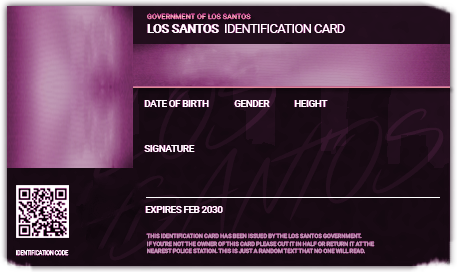 GOVERNMENT OF LOS SANTOS
LOS SANTOS IDENTIFICATION CARD
DATE OF BIRTH GENDER HEIGHT
SIGNATURE
LOS SANTOS
EXPIRES FEB 2030
IDENTIFICATION CODE
THIS IDENTIFICATION CARD HAS BEEN ISSUED BY THE LOS SANTOS GOVERNMENT.
IF YOU'RE NOT THE OWNER OF THIS CARD PLEASE CUT IT IN HALF OR RETURN IT AT THE
NEAREST POLICE STATION. THIS IS JUST A RANDOM TEXT THAT NO ONE WILL READ.